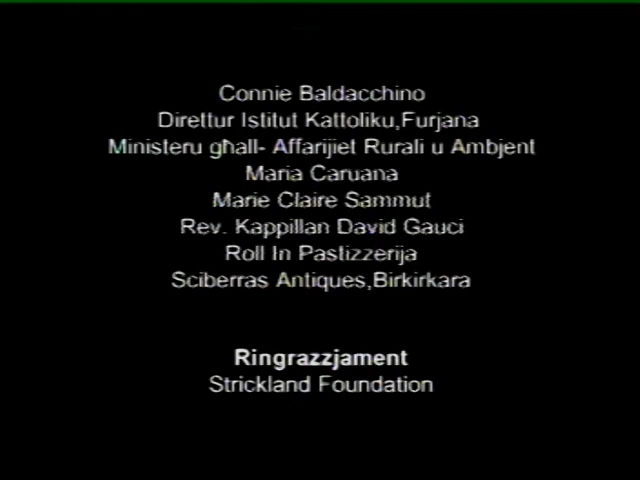 Connie Baldacchino
Direttur Istitut Kattoliku,Furjana
Ministeru għall- Affarijiet Rurali u Ambjent
Maria Caruana
Marie Claire Sammut
Rev. Kappillan David Gauci
Roll In Pastizzerija
Sciberras Antiques,Birkirkara
Ringrazzjament
Strickland Foundation